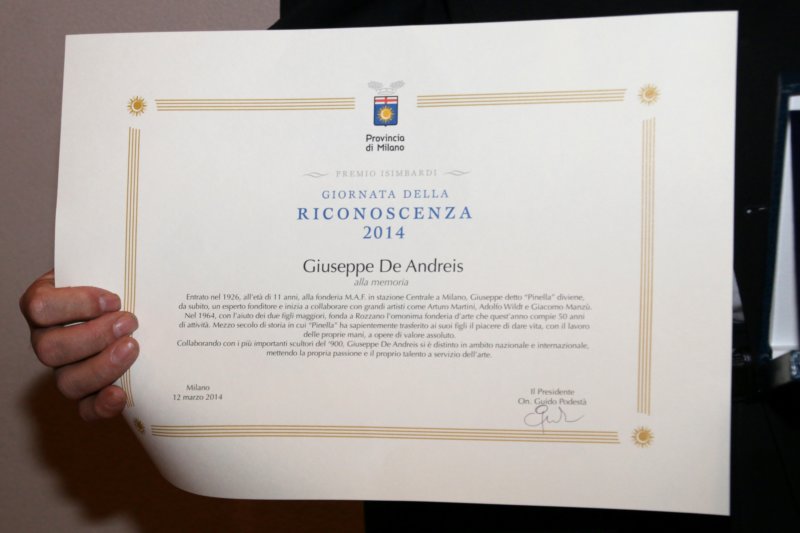 Provincia
di Milano
PREMIO ISIMBARDI
GIORNATA DELLA
RICONOSCENZA
2014
Giuseppe De Andreis
alla memoria
Entrato nel 1926, all'età di 11 anni, alla fonderia M.A.F. in stazione Centrale a Milano, Giuseppe detto "Pinella" diviene,
da subito, un esperto fonditore e inizia a collaborare con grandi artisti come Arturo Martini, Adolfo Wildt e Giacomo Manzù.
Nel 1964, con l'aiuto dei due figli maggiori, fonda a Rozzano l'omonima fonderia d'arte che quest'anno compie 50 anni
di attività. Mezzo secolo di storia in cui "Pinella" ha sapientemente trasferito ai suoi figli il piacere di dare vita, con il lavoro
delle proprie mani, a opere di valore assoluto.
Collaborando con i più importanti scultori del '900, Giuseppe De Andreis si è distinto in ambito nazionale e internazionale,
mettendo la propria passione e il proprio talento a servizio dell'arte.
Milano
12 marzo 2014
Il Presidente
On. Guido Podestà